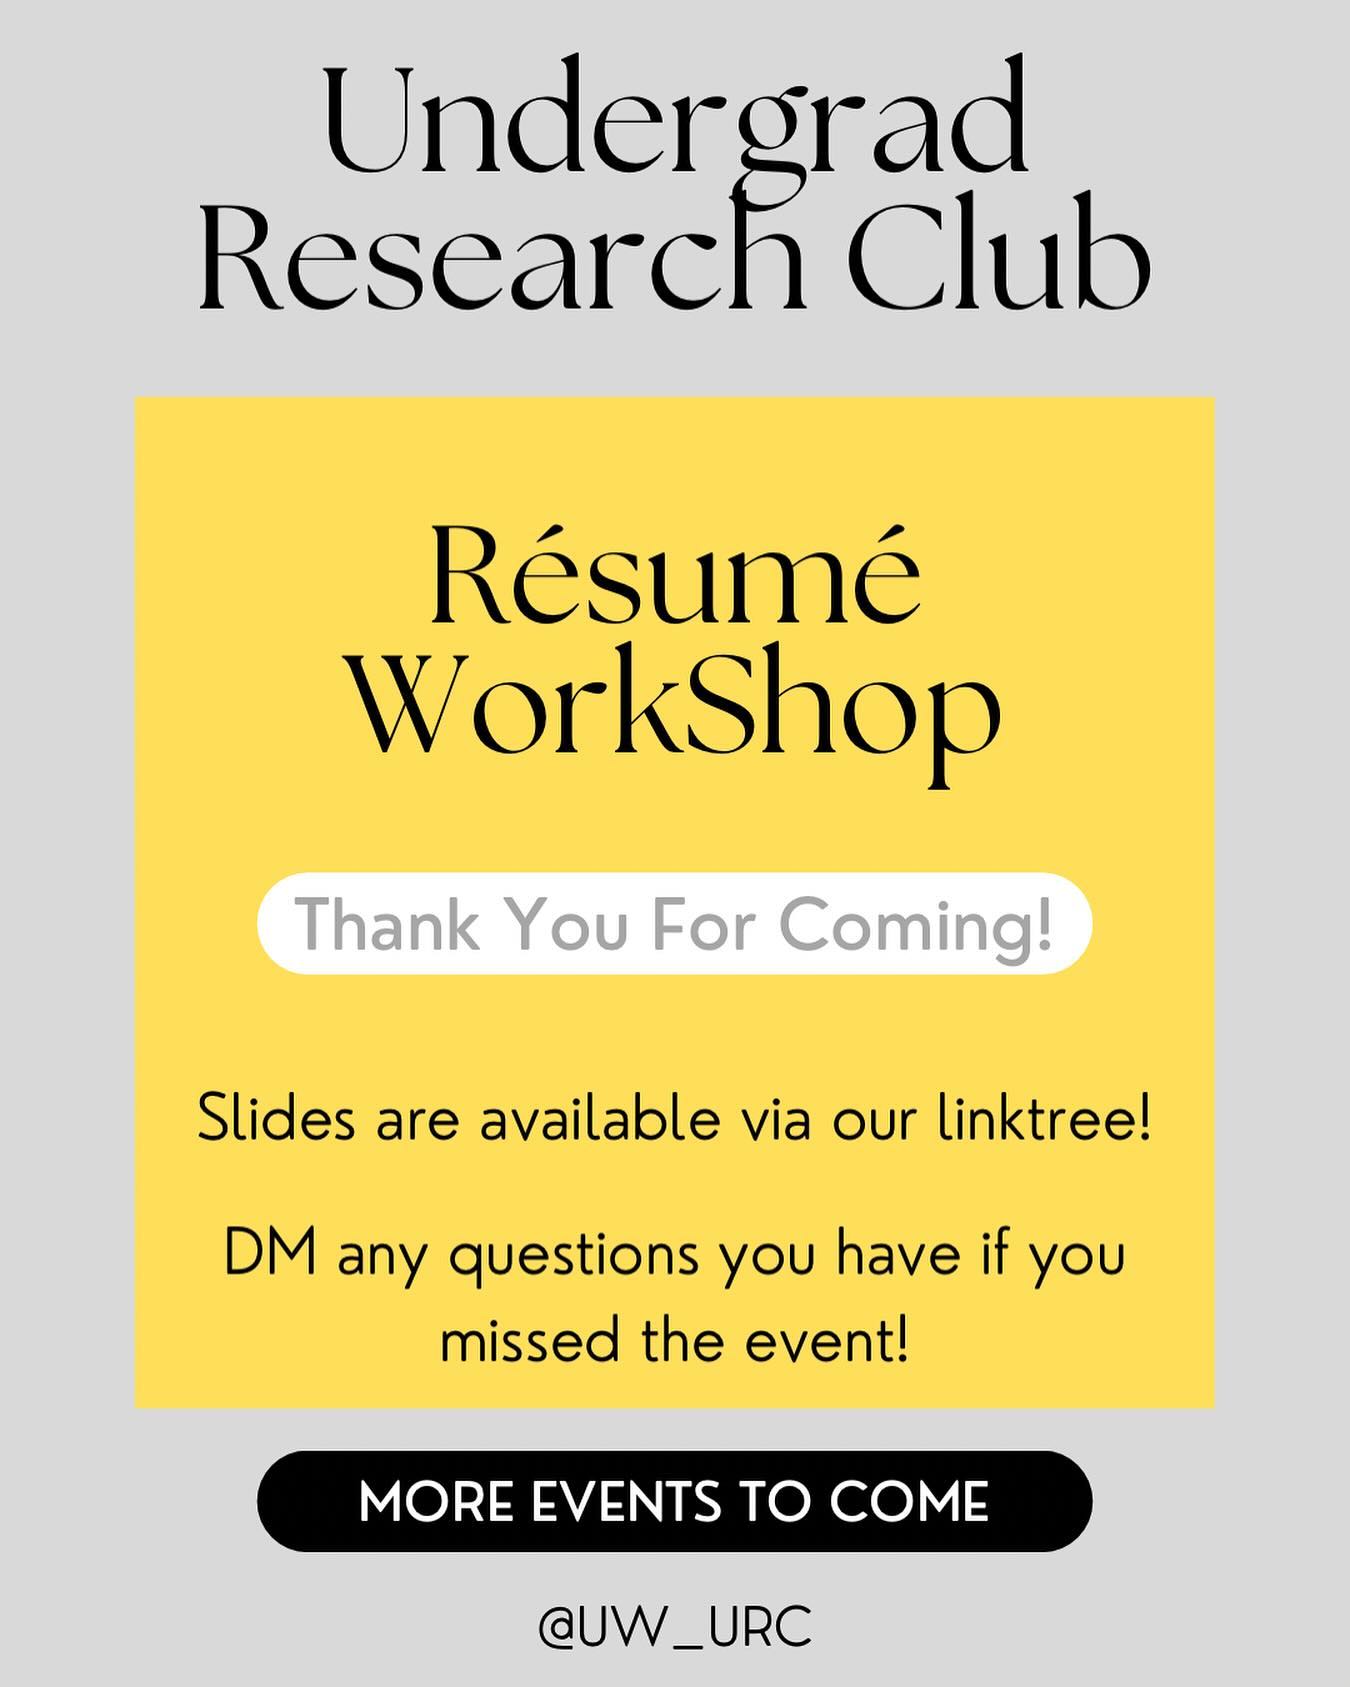 Undergrad
Research Club
Résumé
WorkShop
Thank You For Coming!
Slides are available via our linktree!
DM any questions you have if you
missed the event!
MORE EVENTS TO COME
@UW_URC